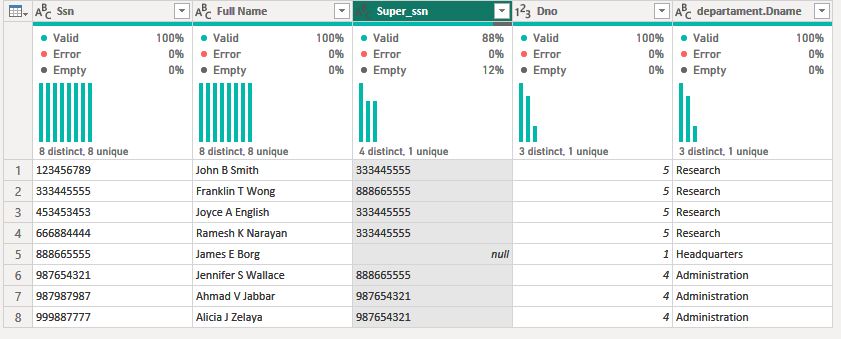 ABC Ssn ABC Full Name ABC Super_ssn 123 Dno ABC departament.Dname
Valid 100% Valid 100% Valid 88% Valid 100% Valid 100%
Error 0% Error 0% Error 0% Error 0% Error 0%
Empty 0% Empty 0% Empty 12% Empty 0% Empty 0%
8 distinct, 8 unique 8 distinct, 8 unique 4 distinct, 1 unique 3 distinct, 1 unique 3 distinct, 1 unique
1 123456789 John B Smith 333445555 5 Research
2 333445555 Franklin T Wong 888665555 5 Research
3 453453453 Joyce A English 333445555 5 Research
4 666884444 Ramesh K Narayan 333445555 5 Research
5 888665555 James E Borg null 1 Headquarters
6 987654321 Jennifer S Wallace 888665555 4 Administration
7 987987987 Ahmad V Jabbar 987654321 4 Administration
8 999887777 Alicia J Zelaya 987654321 4 Administration